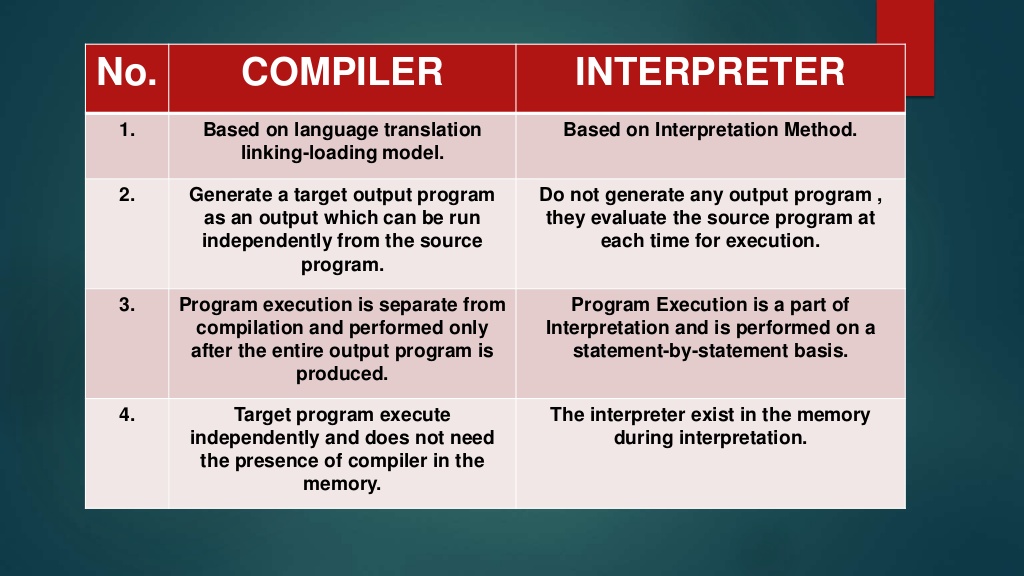 No. COMPILER INTERPRETER
1. Based on language translation Based on Interpretation Method.
linking-loading model.
2. Generate a target output program Do not generate any output program ,
as an output which can be run they evaluate the source program at
independently from the source each time for execution.
program.
3. Program execution is separate from Program Execution is a part of
compilation and performed only Interpretation and is performed on a
after the entire output program is statement-by-statement basis.
produced.
4. Target program execute The interpreter exist in the memory
independently and does not need during interpretation.
the presence of compiler in the
memory.